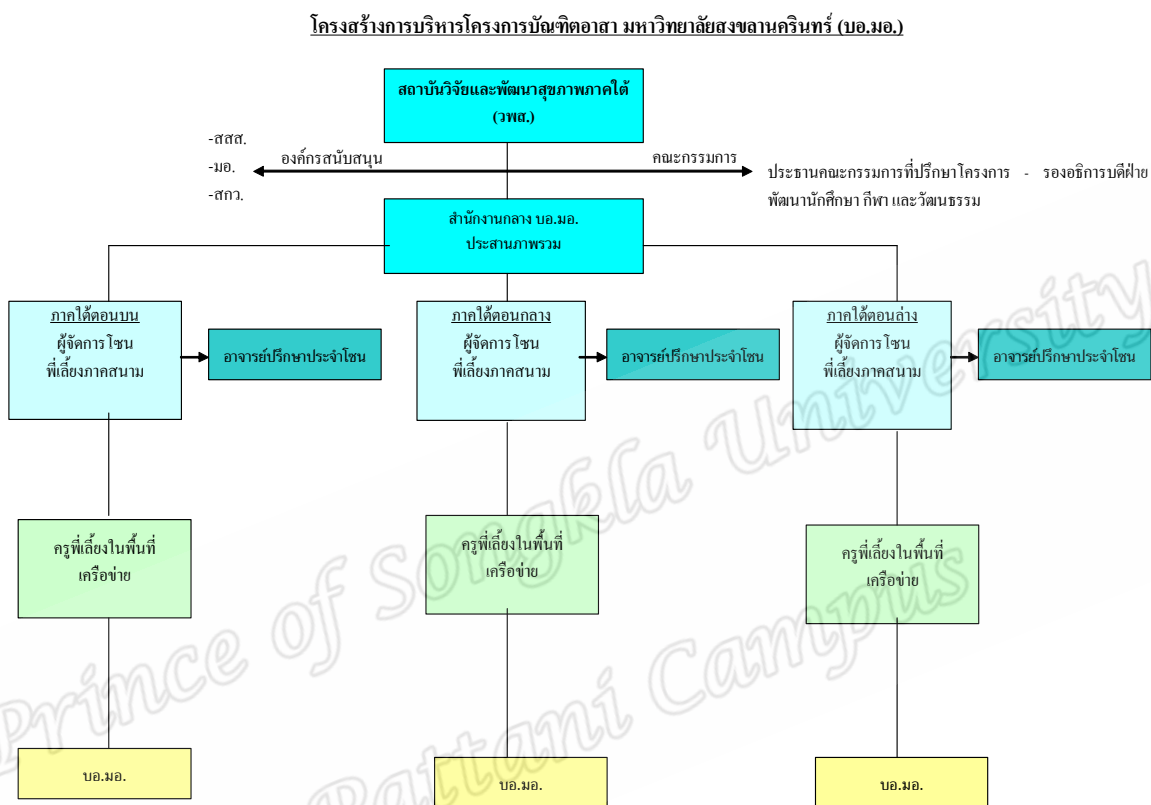 โครงสร้างการบริหารโครงการบัณฑิตอาสา มหาวิทยาลัยสงขลานครินทร์ (บอ.มอ.)
สถาบันวิจัยและพัฒนาสุขภาพภาคใต้
(วพส.)
-สสส.
-มอ.
-สกว.
องค์กรสนับสนุน
คณะกรรมการ
ประธานคณะกรรมการที่ปรึกษาโครงการ - รองอธิการบดีฝ่าย
พัฒนานักศึกษา กีฬา และวัฒนธรรม
สำนักงานกลาง บอ.มอ.
ประสานภาพรวม
ภาคใต้ตอนบน
ผู้จัดการโซน
พี่เลี้ยงภาคสนาม
อาจารย์ปรึกษาประจำโซน
ภาคใต้ตอนกลาง
ผู้จัดการโซน
พี่เลี้ยงภาคสนาม
อาจารย์ปรึกษาประจำโซน
ภาคใต้ตอนล่าง
ผู้จัดการโซน
พี่เลี้ยงภาคสนาม
อาจารย์ปรึกษาประจำโซน
ครูพี่เลี้ยงในพื้นที่
เครือข่าย
ครูพี่เลี้ยงในพื้นที่
เครือข่าย
ครูพี่เลี้ยงในพื้นที่
เครือข่าย
บอ.มอ.
บอ.มอ.
บอ.มอ.
Prince of Songkla University
Pattani Campus